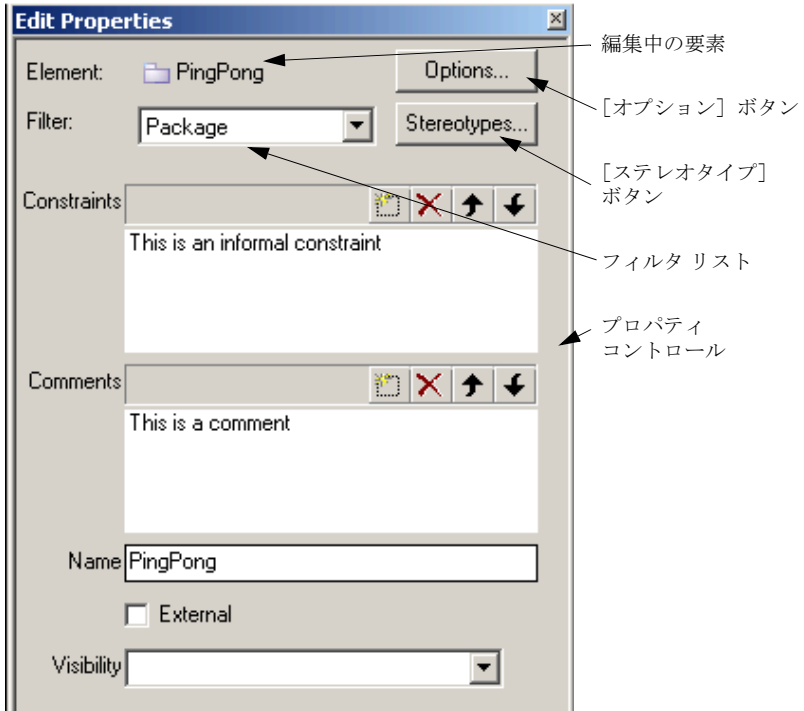 Edit Properties
Element: PingPong Options...
編集中の要素
Filter: Package Stereotypes...
[オプション] ボタン
[ステレオタイプ]
ボタン
Constraints
This is an informal constraint
フィルタ リスト
プロパティ
コントロール
Comments
This is a comment
Name PingPong
External
Visibility